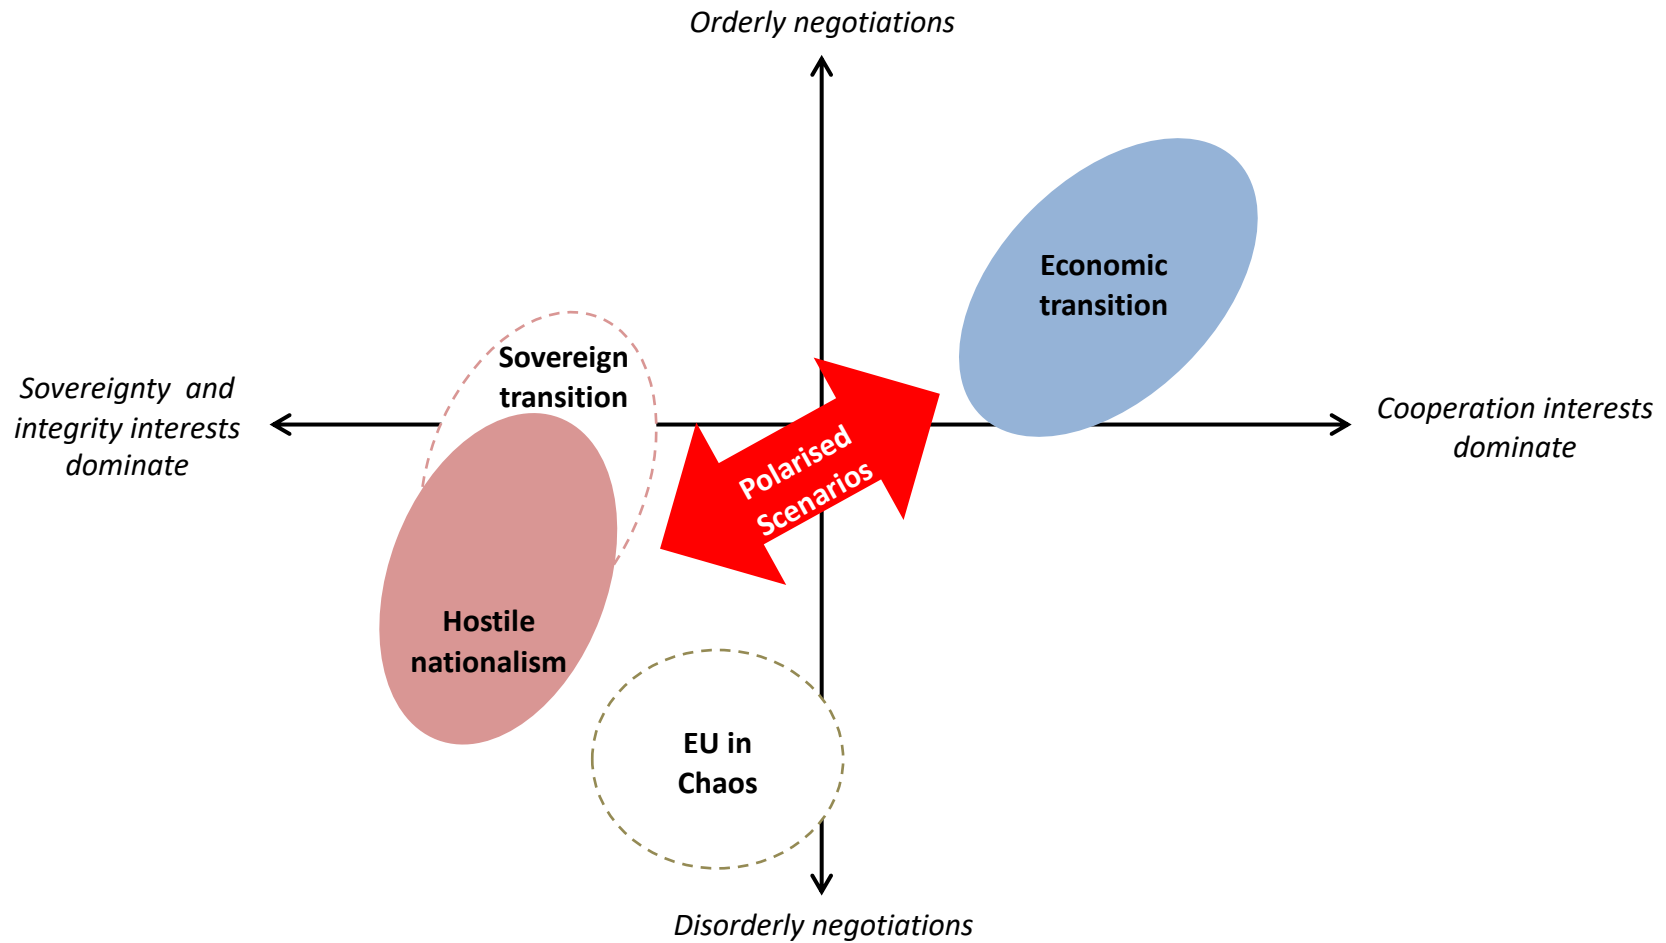 Orderly negotiations
Economic
transition
Sovereign
transition
Sovereignty and
integrity interests
dominate
Cooperation interests
dominate
Polarised
Scenarios
Hostile
nationalism
EU in
Chaos
Disorderly negotiations